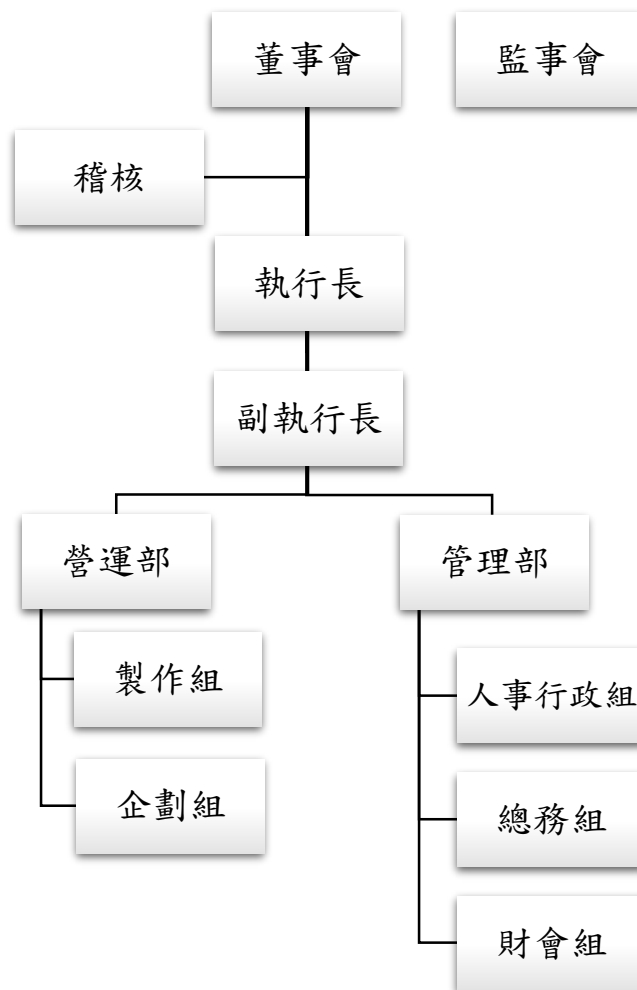 董事會
監事會
稽核
執行長
副執行長
營運部
管理部
製作組
人事行政組
企劃組
總務組
財會組